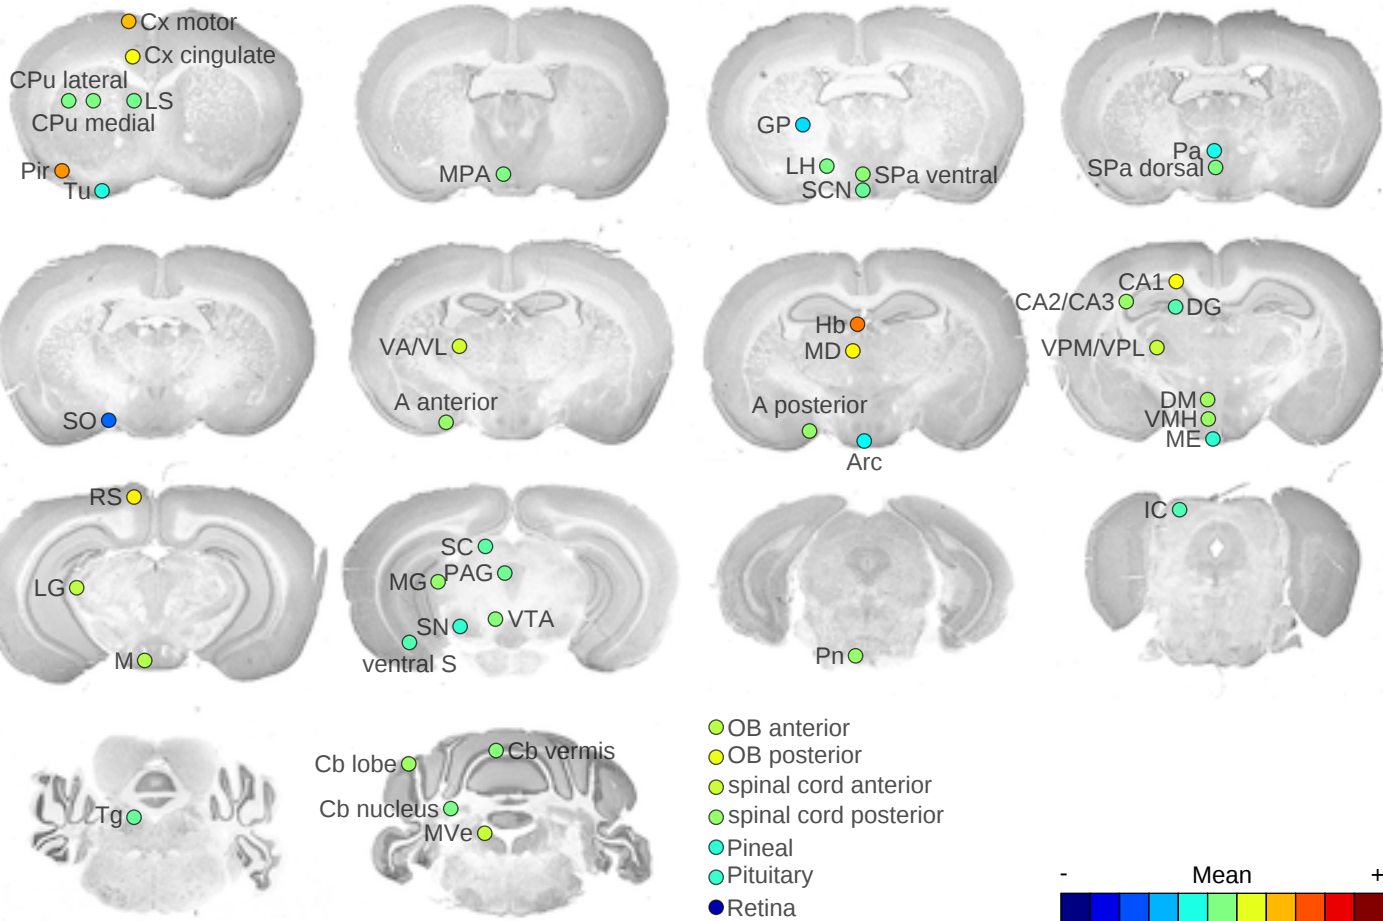 Cx motor
Cx cingulate
CPu lateral
LS
CPu medial
Pir
Tu
MPA
GP
LH
SPa ventral
SCN
Pa
SPa dorsal
SO
VA/VL
A anterior
Hb
MD
A posterior
Arc
CA1
CA2/CA3
DG
VPM/VPL
DM
VMH
ME
RS
LG
M
SC
MG
PAG
SN
VTA
ventral S
Pn
IC
Tg
Cb lobe
Cb vermis
Cb nucleus
MVe
OB anterior
OB posterior
spinal cord anterior
spinal cord posterior
Pineal
Pituitary
Retina
- Mean +